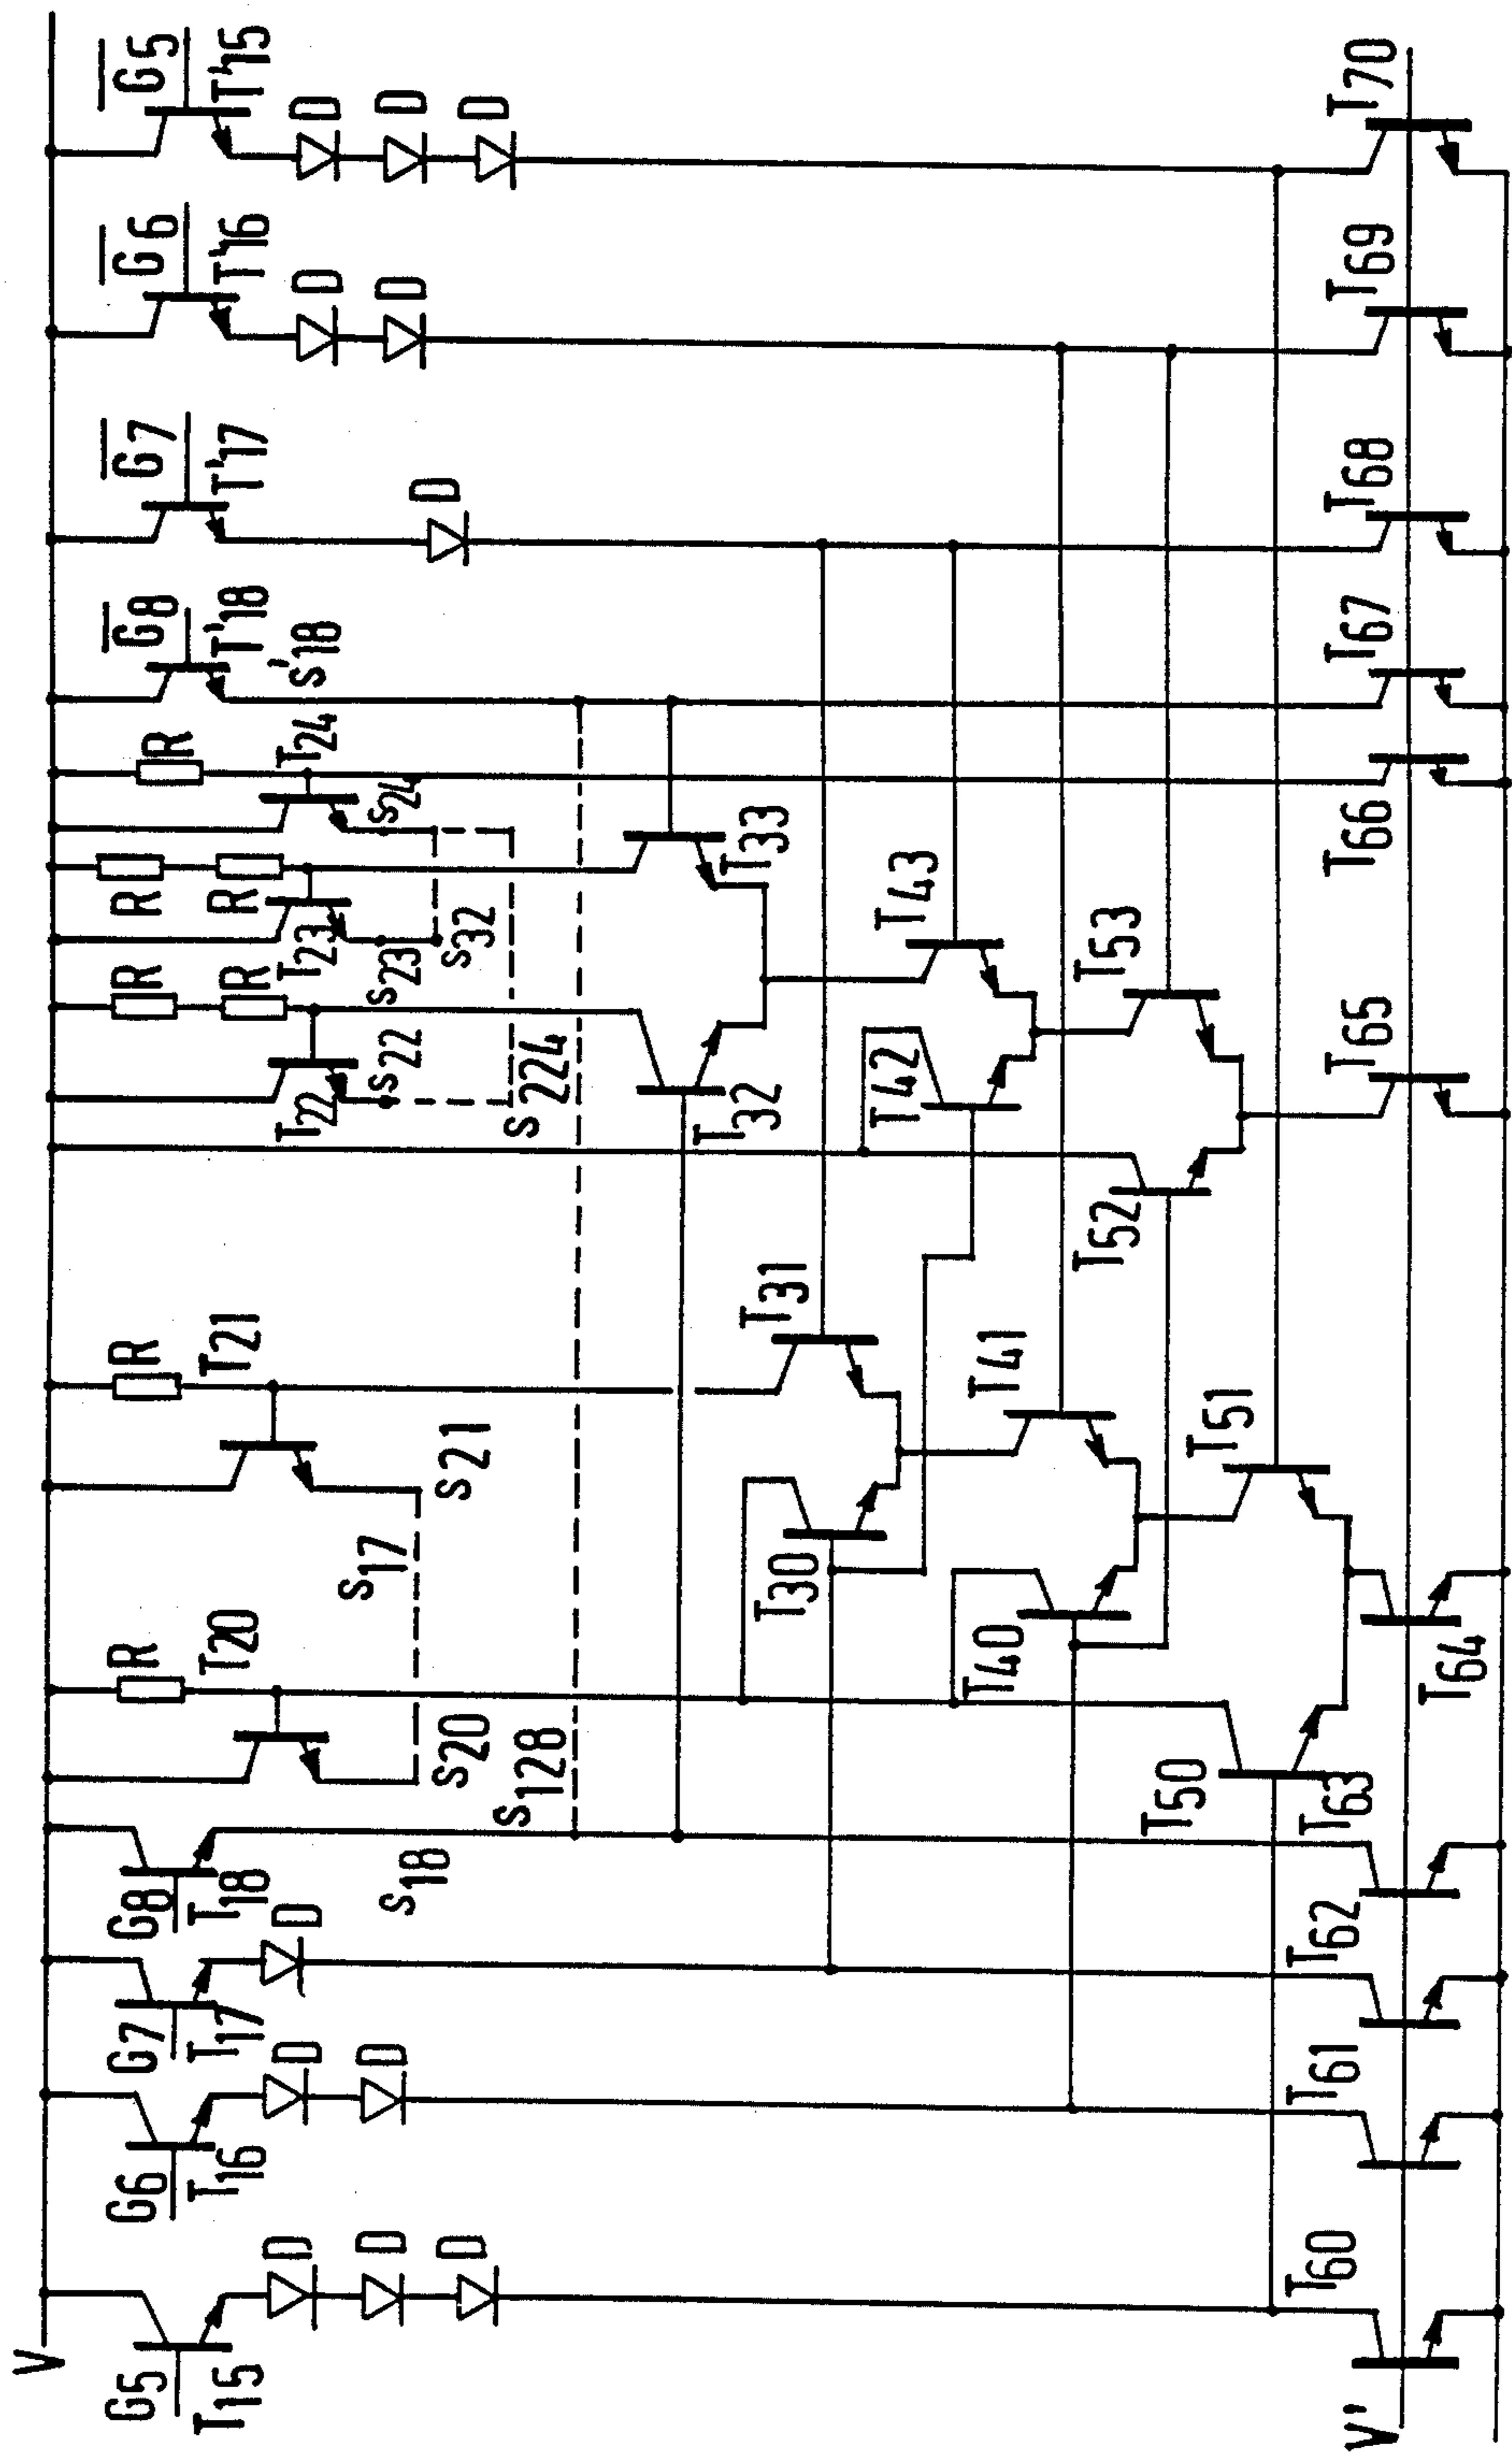 V
G5
T15
D
D
D
G6
T16
D
D
G7
T17
D
G8
T18
s18
s128
R
T20
s20
s17
R
T21
s21
R
R
T22
s22
s224
R
R
T23
s23
s32
R
T24
s24
G8
T'18
s'18
G7
T'17
D
G6
T'16
D
D
G5
T'15
D
D
D
T30
T31
T32
T33
T40
T41
T42
T43
T50
T51
T52
T53
V'
T60
T61
T62
T63
T64
T65
T66
T67
T68
T69
T70